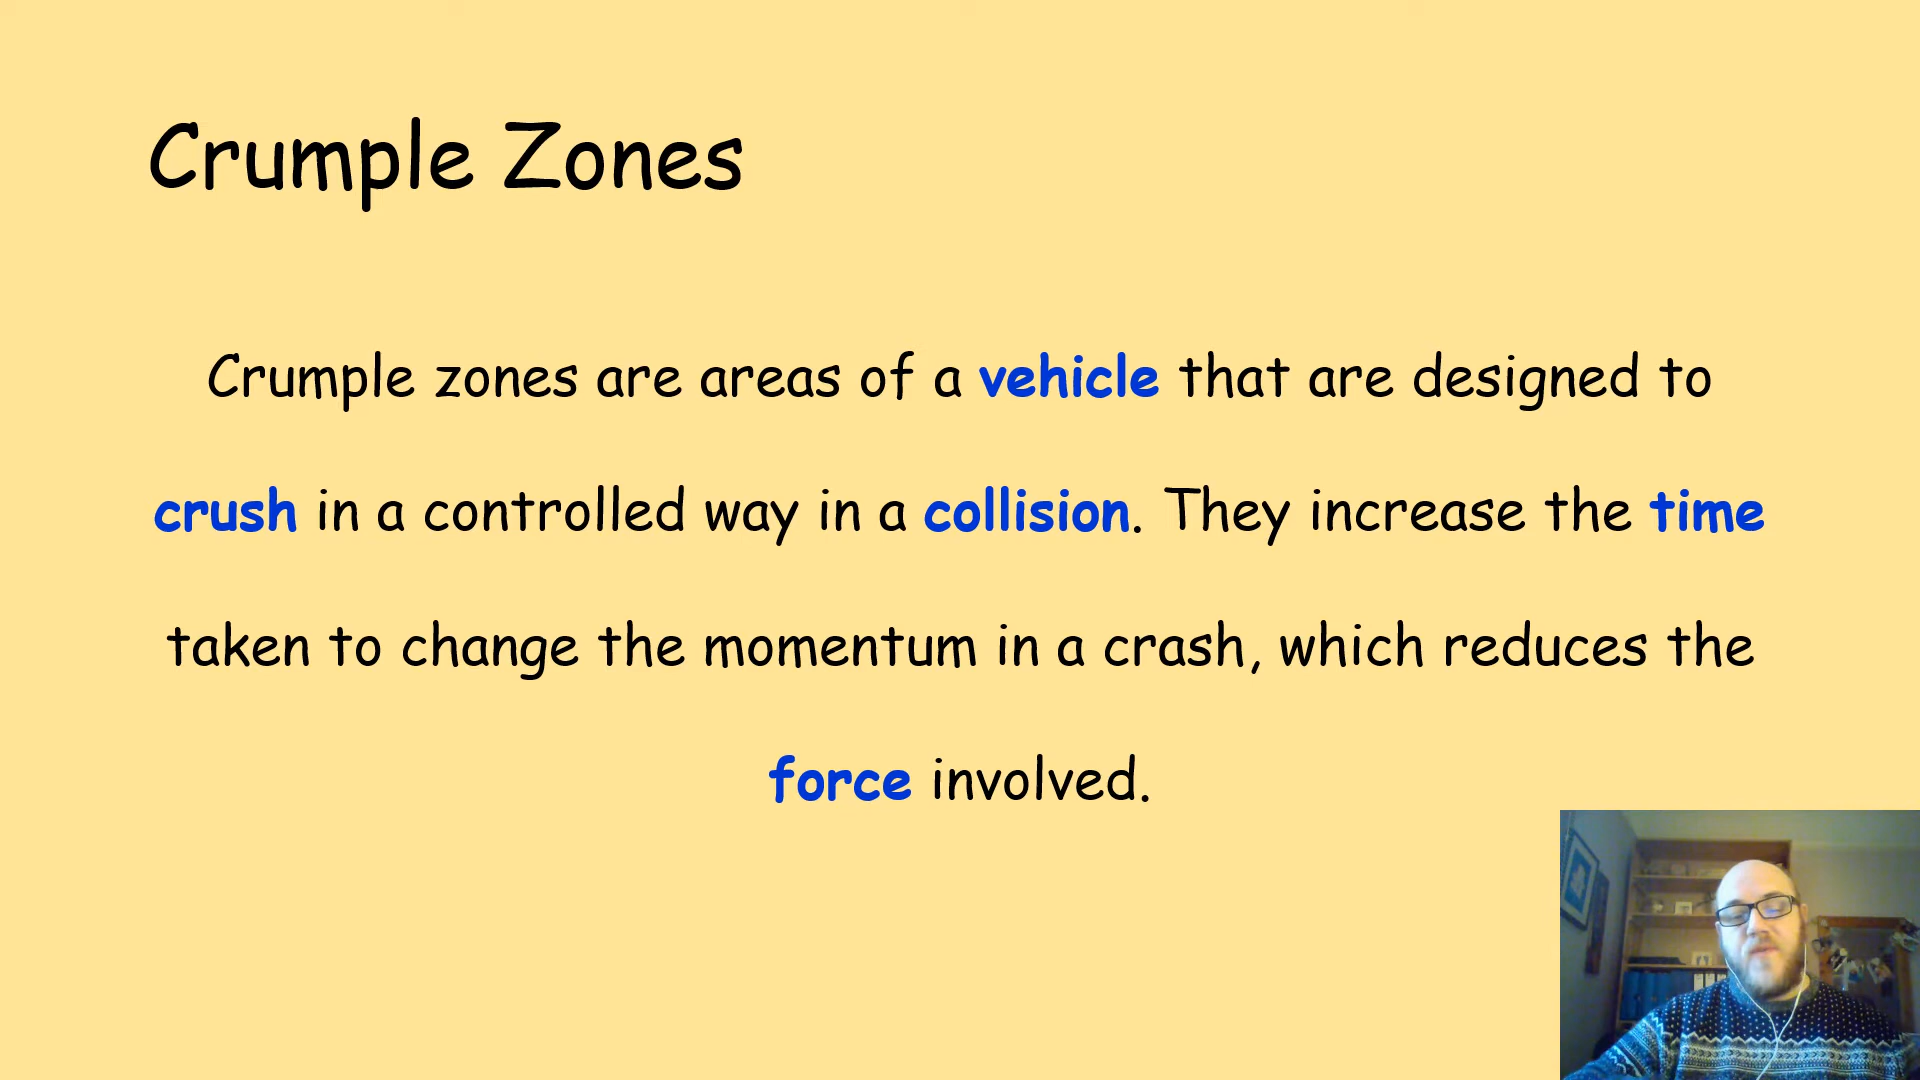 Crumple Zones
Crumple zones are areas of a vehicle that are designed to
crush in a controlled way in a collision. They increase the time
taken to change the momentum in a crash, which reduces the
force involved.